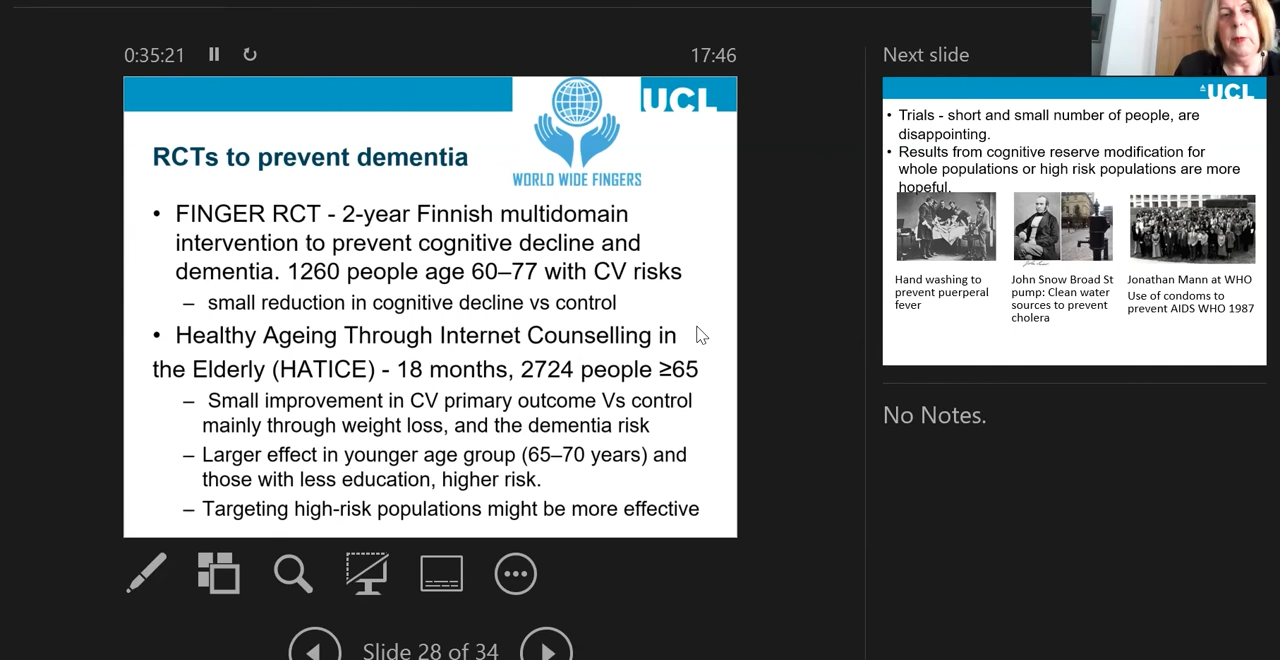 0:35:21
17:46
UCL
WORLD WIDE FINGERS
RCTs to prevent dementia
• FINGER RCT - 2-year Finnish multidomain
intervention to prevent cognitive decline and
dementia. 1260 people age 60–77 with CV risks
– small reduction in cognitive decline vs control
• Healthy Ageing Through Internet Counselling in
the Elderly (HATICE) - 18 months, 2724 people ≥65
– Small improvement in CV primary outcome Vs control
mainly through weight loss, and the dementia risk
– Larger effect in younger age group (65–70 years) and
those with less education, higher risk.
– Targeting high-risk populations might be more effective
Slide 28 of 34
Next slide
UCL
• Trials - short and small number of people, are
disappointing.
• Results from cognitive reserve modification for
whole populations or high risk populations are more
hopeful.
Hand washing to
prevent puerperal
fever
John Snow Broad St
pump: Clean water
sources to prevent
cholera
Jonathan Mann at WHO
Use of condoms to
prevent AIDS WHO 1987
No Notes.